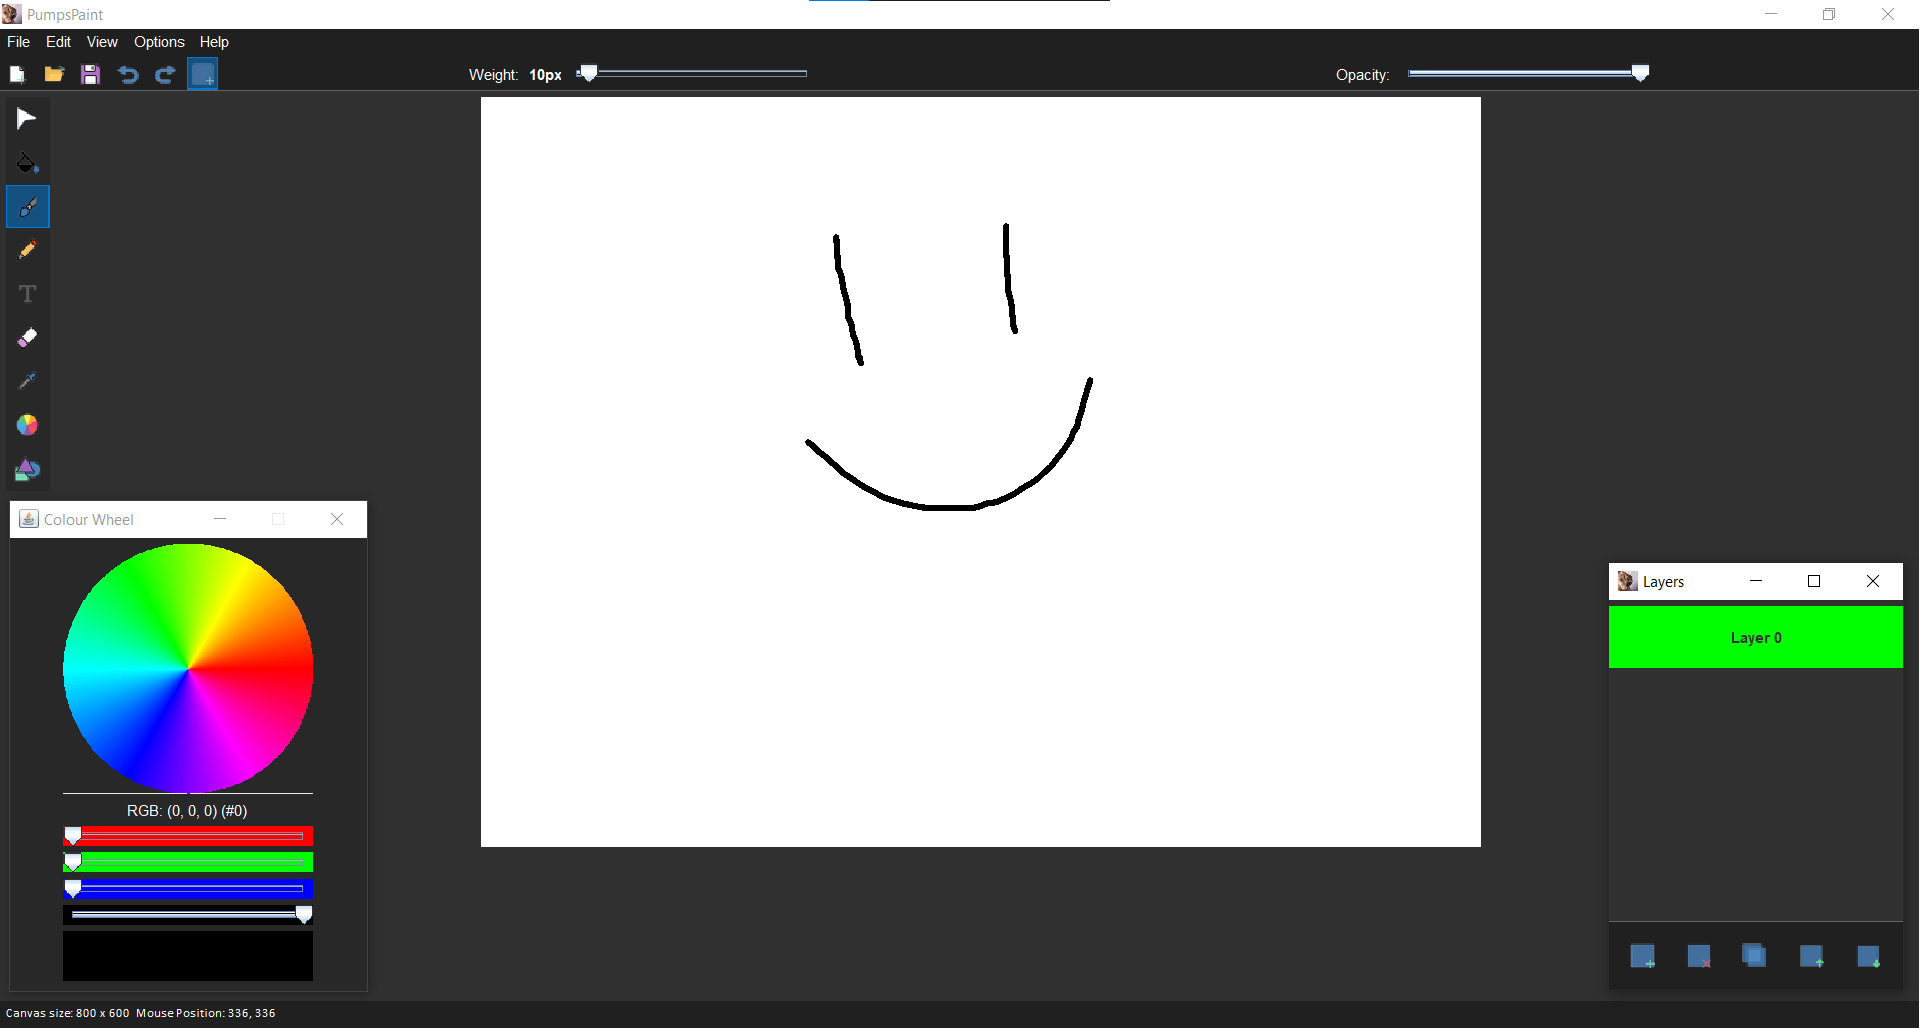 PumpsPaint
File Edit View Options Help
Weight: 10px Opacity:
T
Colour Wheel
RGB: (0, 0, 0) (#0)
Layers
Layer 0
Canvas size: 800 x 600 Mouse Position: 336, 336